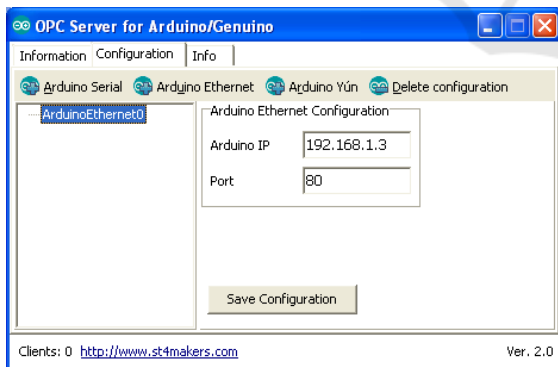 OPC Server for Arduino/Genuino
Information Configuration Info
Arduino Serial Arduino Ethernet Arduino Yún Delete configuration
ArduinoEthernet0
Arduino Ethernet Configuration
Arduino IP 192.168.1.3
Port 80
Save Configuration
Clients: 0 http://www.st4makers.com Ver. 2.0